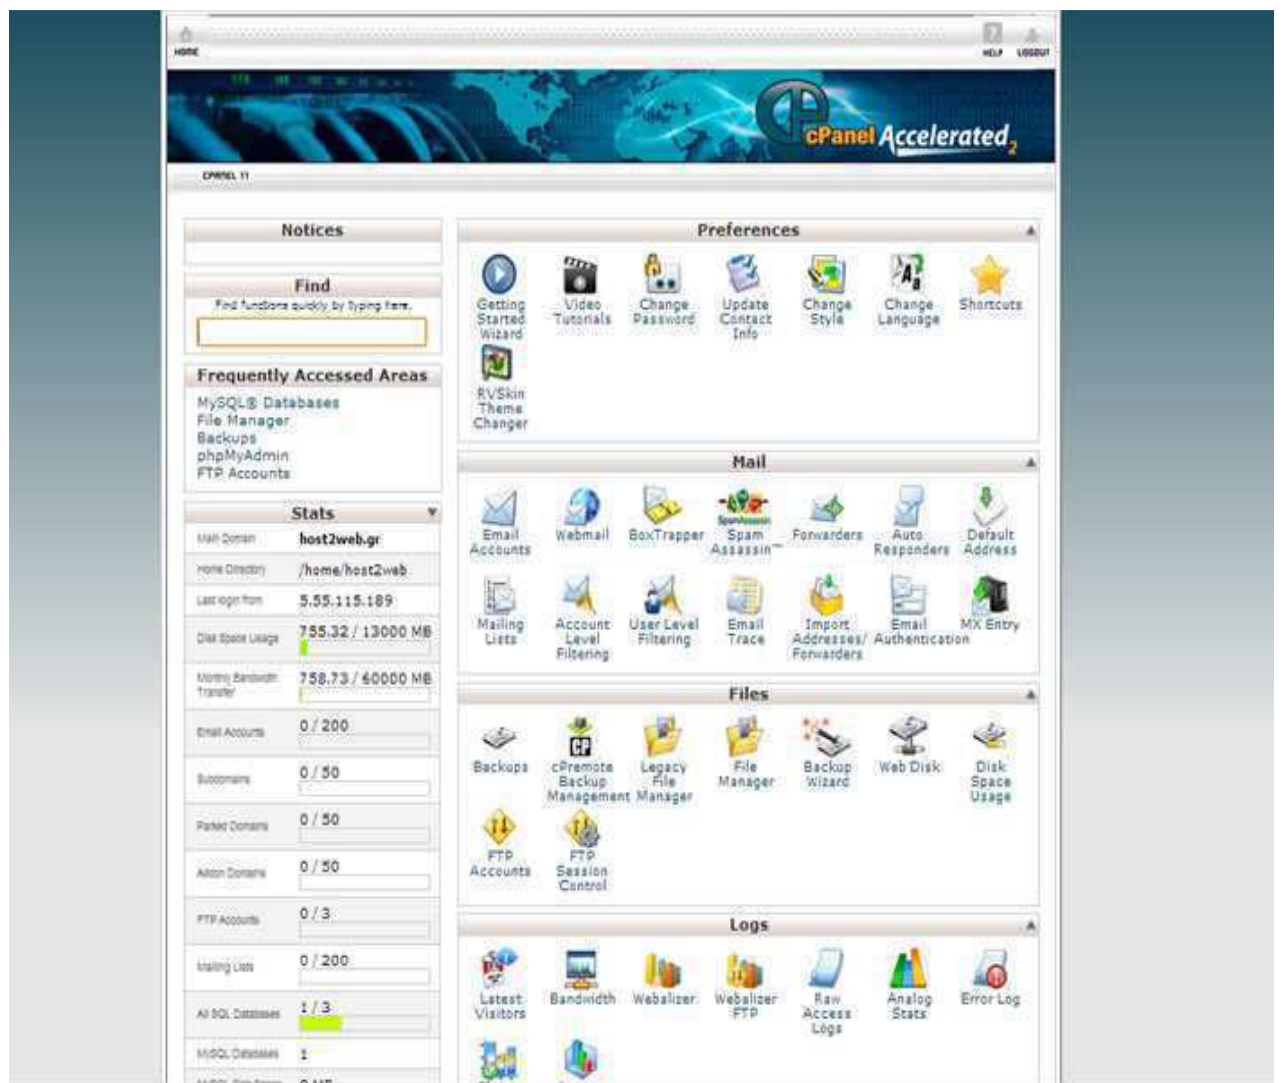 HOME
HELP LOGOUT
cPanel Accelerated2
CPANEL 11
Notices
Find
Find functions quickly by typing here.
Frequently Accessed Areas
MySQL® Databases
File Manager
Backups
phpMyAdmin
FTP Accounts
Stats
Main Domain host2web.gr
Home Directory /home/host2web
Last login from 5.55.115.189
Disk Space Usage 755.32 / 13000 MB
Monthly Bandwidth
Transfer
758.73 / 60000 MB
Email Accounts 0 / 200
Subdomains 0 / 50
Parked Domains 0 / 50
Addon Domains 0 / 50
FTP Accounts 0 / 3
Mailing Lists 0 / 200
All SQL Databases 1 / 3
MySQL Databases 1
Preferences
Getting
Started
Wizard
Video
Tutorials
Change
Password
Update
Contact
Info
Change
Style
Change
Language
Shortcuts
RVSkin
Theme
Changer
Mail
Email
Accounts
Webmail
BoxTrapper
SpamAssassin
Spam
Assassin™
Forwarders
Auto
Responders
Default
Address
Mailing
Lists
Account
Level
Filtering
User Level
Filtering
Email
Trace
Import
Addresses/
Forwarders
Email
Authentication
MX Entry
Files
Backups
CP
cPremote
Backup
Management
Legacy
File
Manager
File
Manager
Backup
Wizard
Web Disk
Disk
Space
Usage
FTP
Accounts
FTP
Session
Control
Logs
Latest
Visitors
Bandwidth
Webalizer
Webalizer
FTP
Raw
Access
Logs
Analog
Stats
Error Log